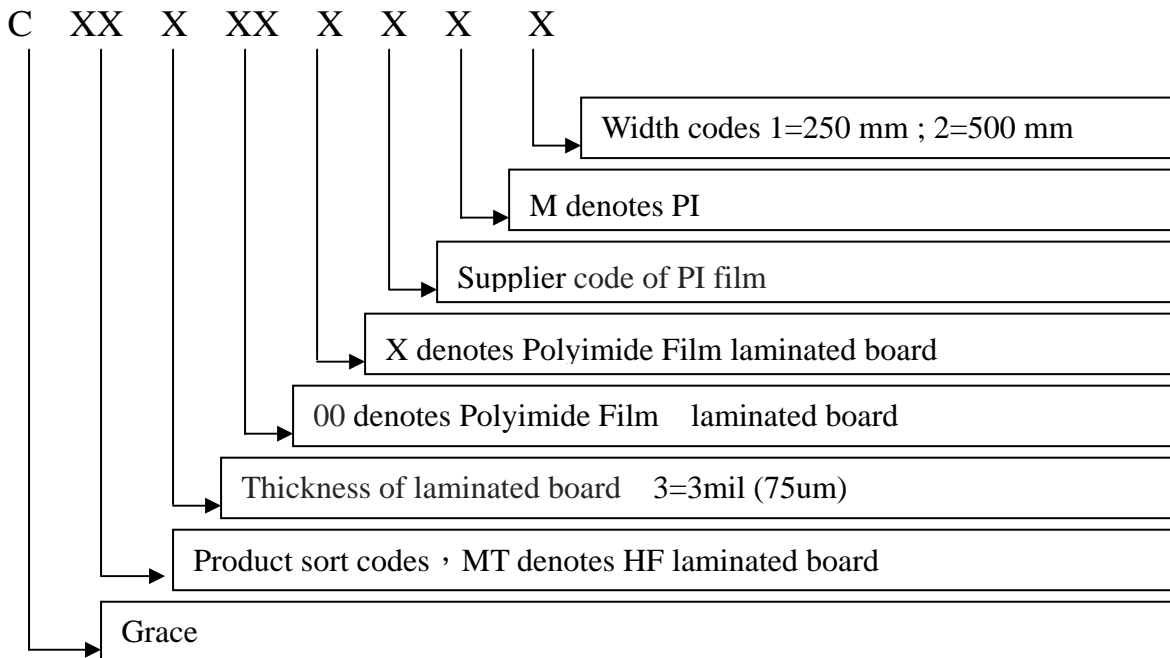 C XX X XX X X X X
Width codes 1=250 mm ; 2=500 mm
M denotes PI
Supplier code of PI film
X denotes Polyimide Film laminated board
00 denotes Polyimide Film laminated board
Thickness of laminated board 3=3mil (75um)
Product sort codes，MT denotes HF laminated board
Grace